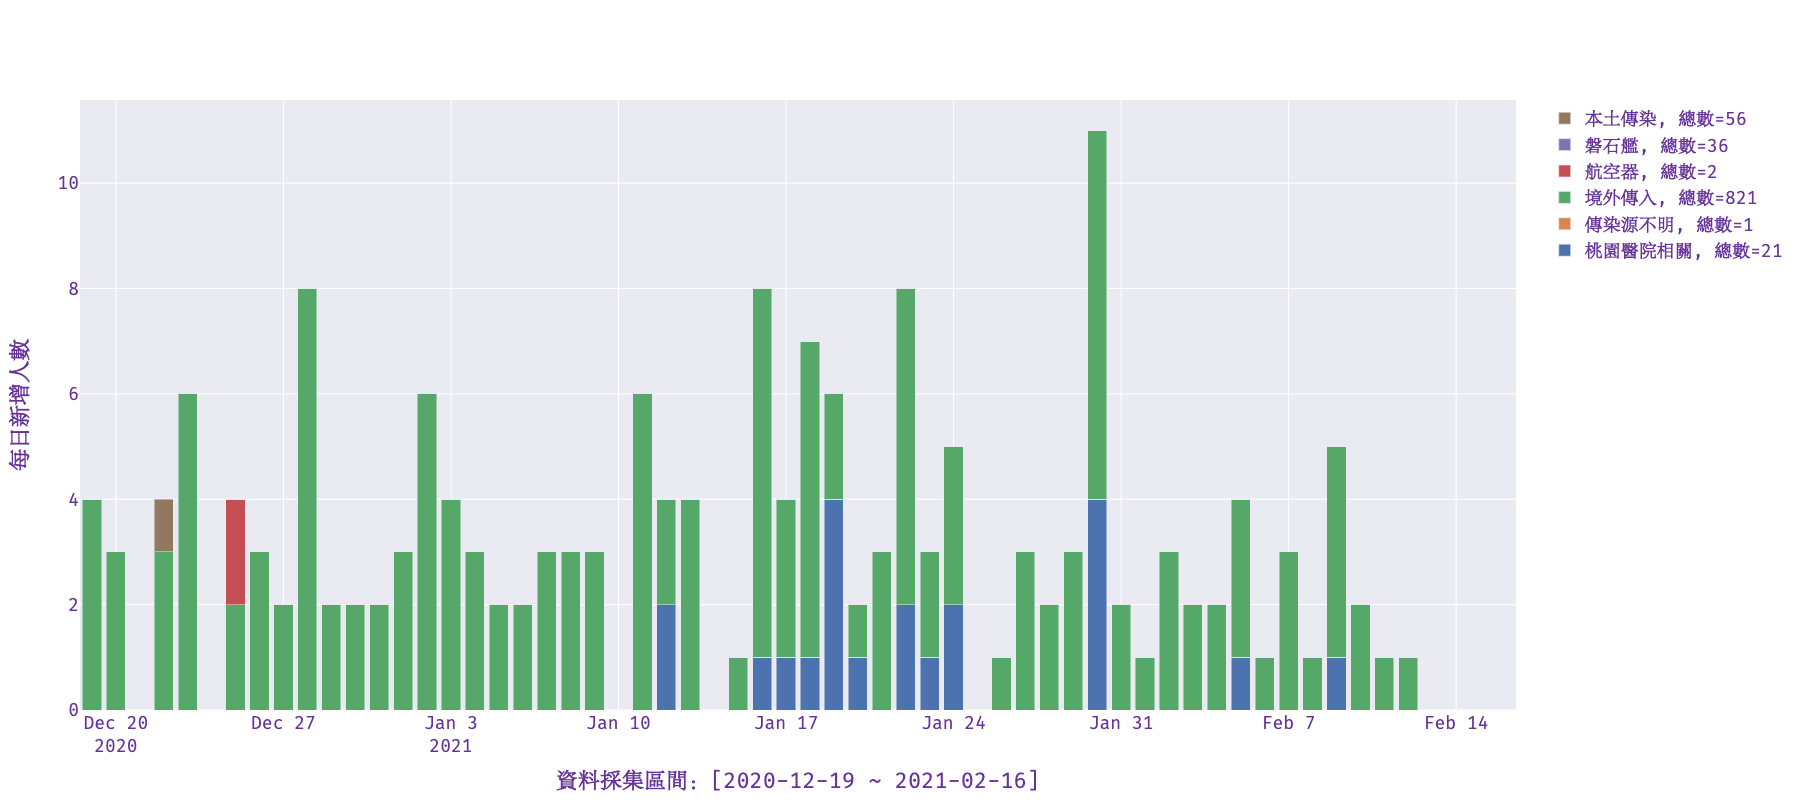 每日新增人數
10
8
6
4
2
0
Dec 20
2020
Dec 27
Jan 3
2021
Jan 10
Jan 17
Jan 24
Jan 31
Feb 7
Feb 14
資料採集區間: [2020-12-19 ~ 2021-02-16]
本土傳染, 總數=56
磐石艦, 總數=36
航空器, 總數=2
境外傳入, 總數=821
傳染源不明, 總數=1
桃園醫院相關, 總數=21